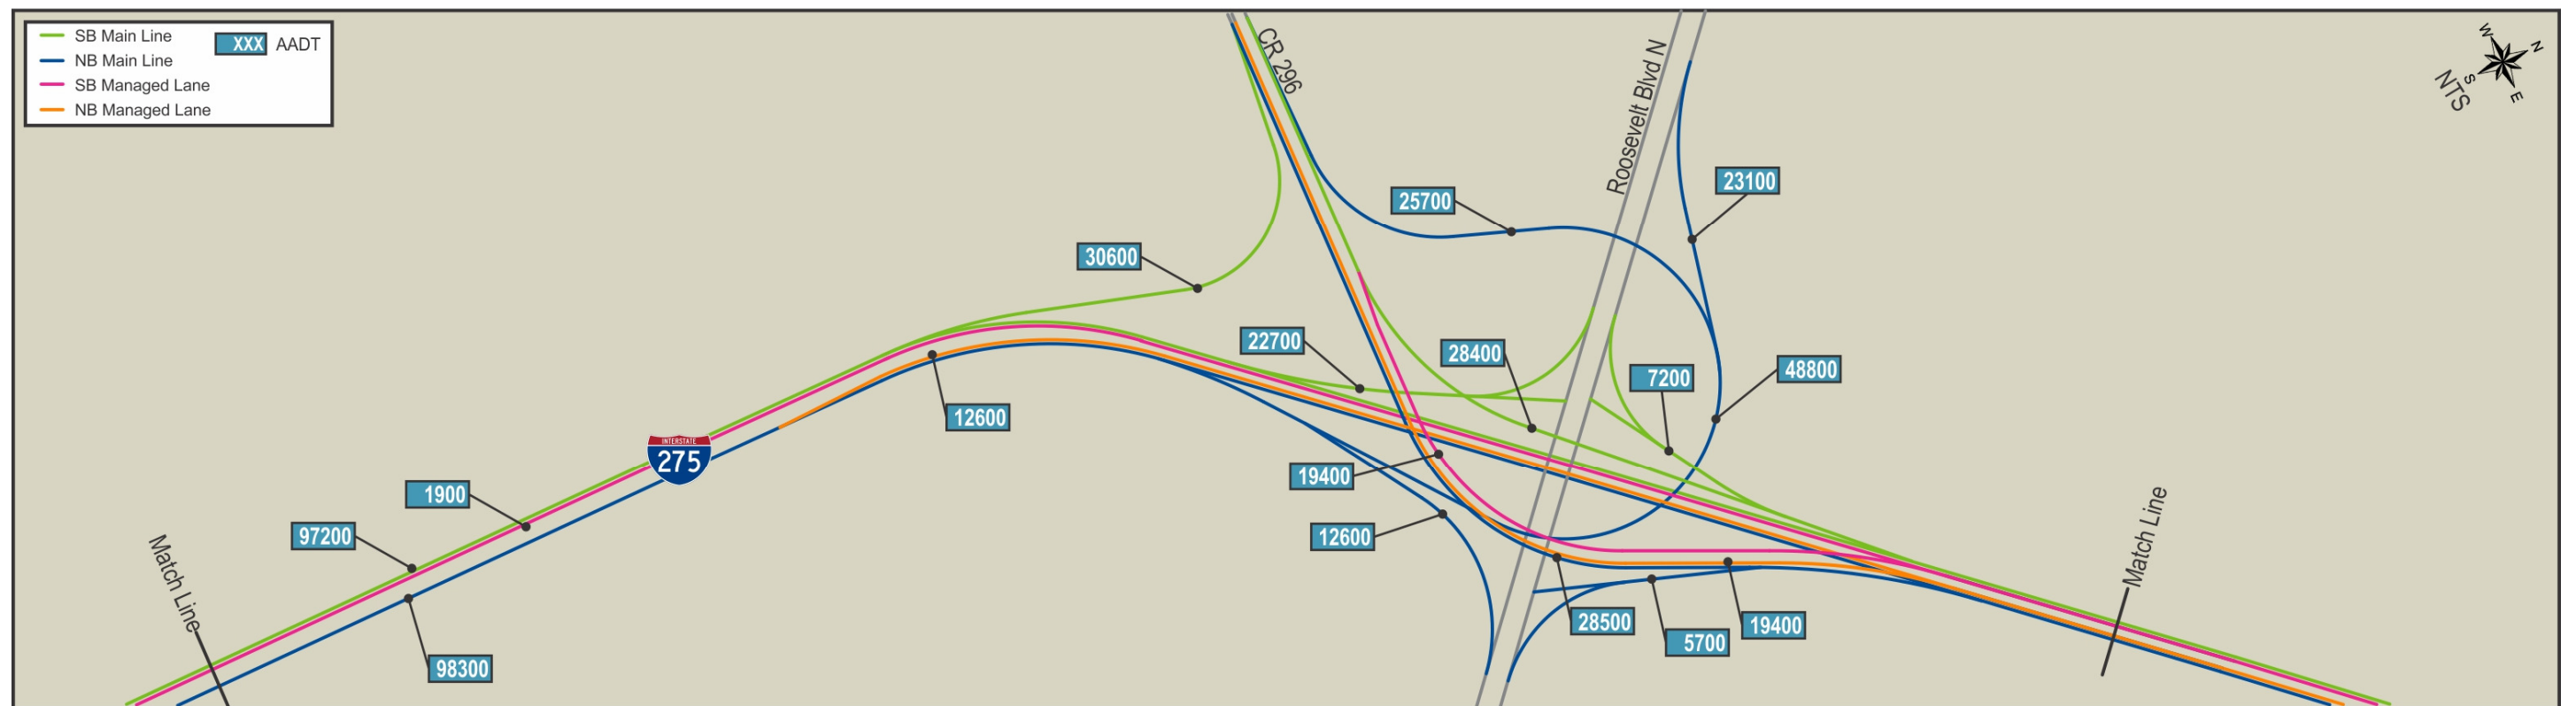 SB Main Line
XXX AADT
NB Main Line
SB Managed Lane
NB Managed Lane
CR 296
Roosevelt Blvd N
W
N
S
E
NTS
25700
23100
30600
22700
28400
7200
48800
12600
INTERSTATE
275
19400
1900
97200
12600
Match Line
Match Line
98300
28500
5700
19400